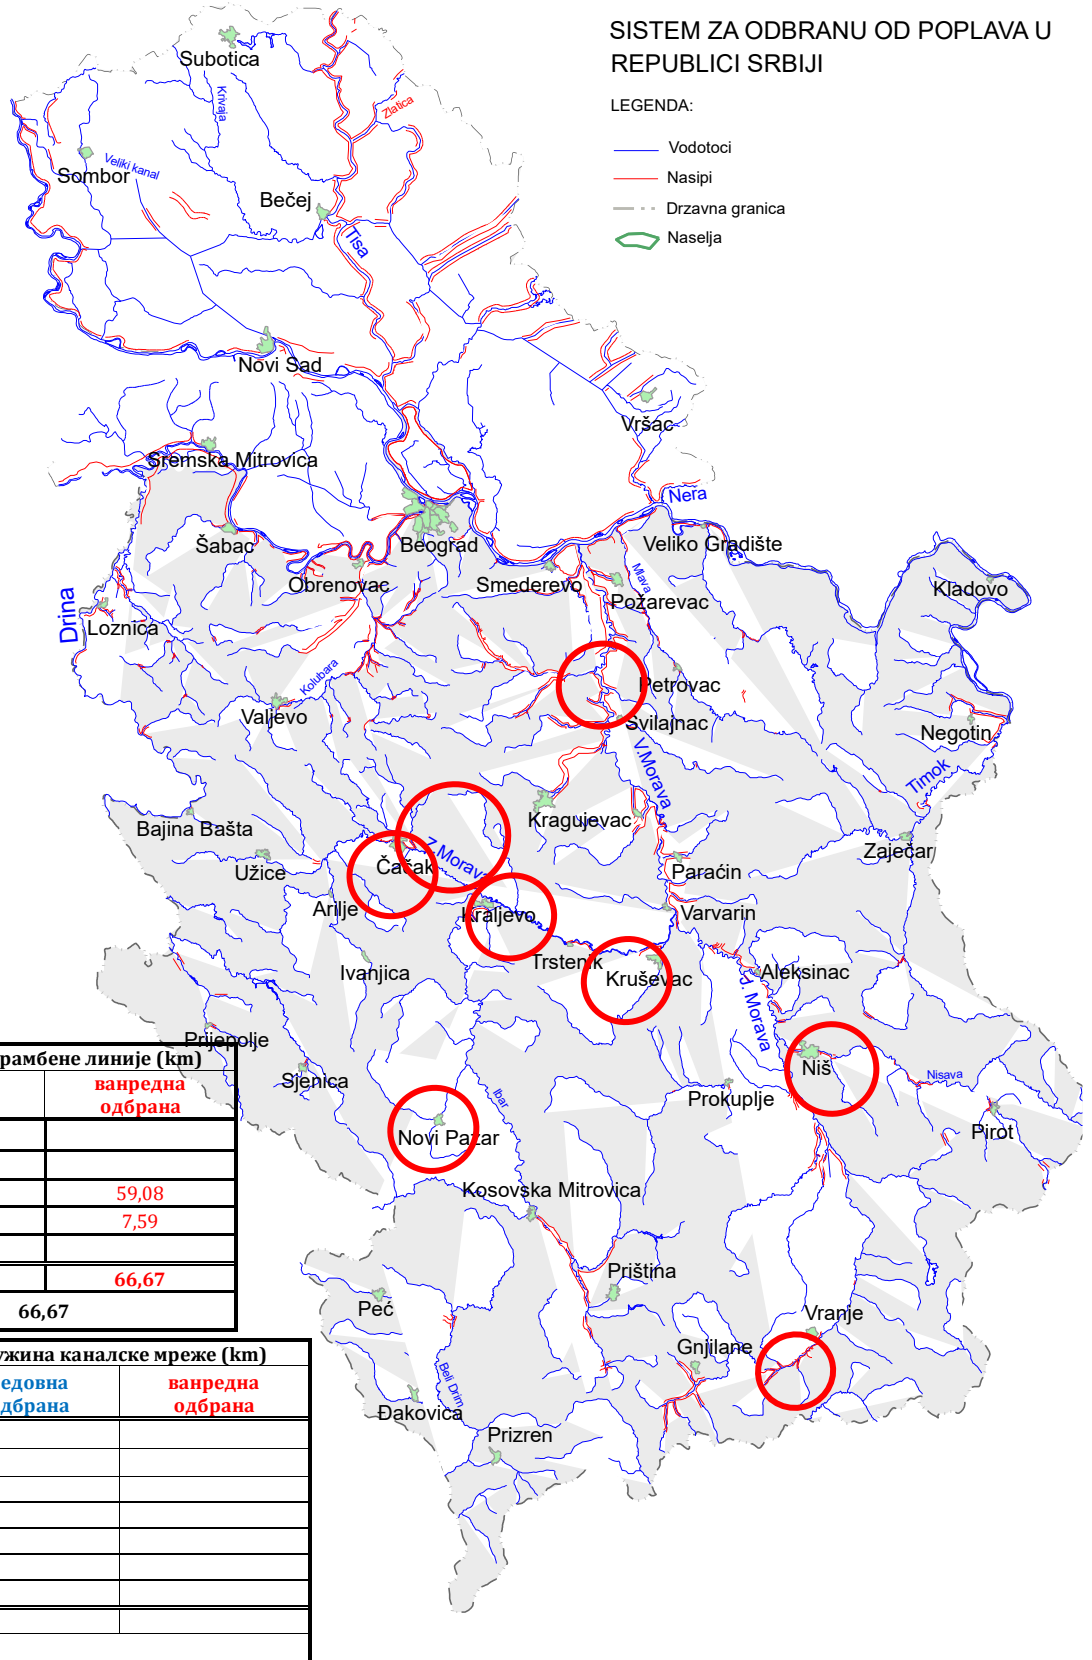 SISTEM ZA ODBRANU OD POPLAVA U
REPUBLICI SRBIJI
LEGENDA:
Vodotoci
Nasipi
Drzavna granica
Naselja
Subotica
Krivaja
Zlatica
Sombor
Veliki kanal
Bečej
Tisa
Novi Sad
Vršac
Sremska Mitrovica
Nera
Šabac
Beograd
Veliko Gradište
Obrenovac
Smederevo
Mlava
Kladovo
Požarevac
Drina
Loznica
Kolubara
Petrovac
Valjevo
Svilajnac
Negotin
V.Morava
Timok
Bajina Bašta
Kragujevac
Zaječar
Užice
Čačak
Z.Morava
Paraćin
Arilje
Kraljevo
Varvarin
Ivanjica
Trstenik
Kruševac
Aleksinac
J. Morava
Prijepolje
Sjenica
Ibar
Niš
Nisava
Prokuplje
Pirot
Novi Pazar
Kosovska Mitrovica
Priština
Peć
Vranje
Gnjilane
Beli Drim
Đakovica
Prizren
рамбене линије (km)
ванредна
одбрана
59,08
7,59
66,67
66,67
ужина каналске мреже (km)
едовна
дбрана
ванредна
одбрана